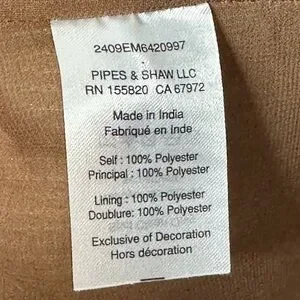 2409EM6420997
PIPES & SHAW LLC
RN 155820 CA 67972
Made in India
Fabriqué en Inde
Self : 100% Polyester
Principal : 100% Polyester
Lining : 100% Polyester
Doublure: 100% Polyester
Exclusive of Decoration
Hors décoration